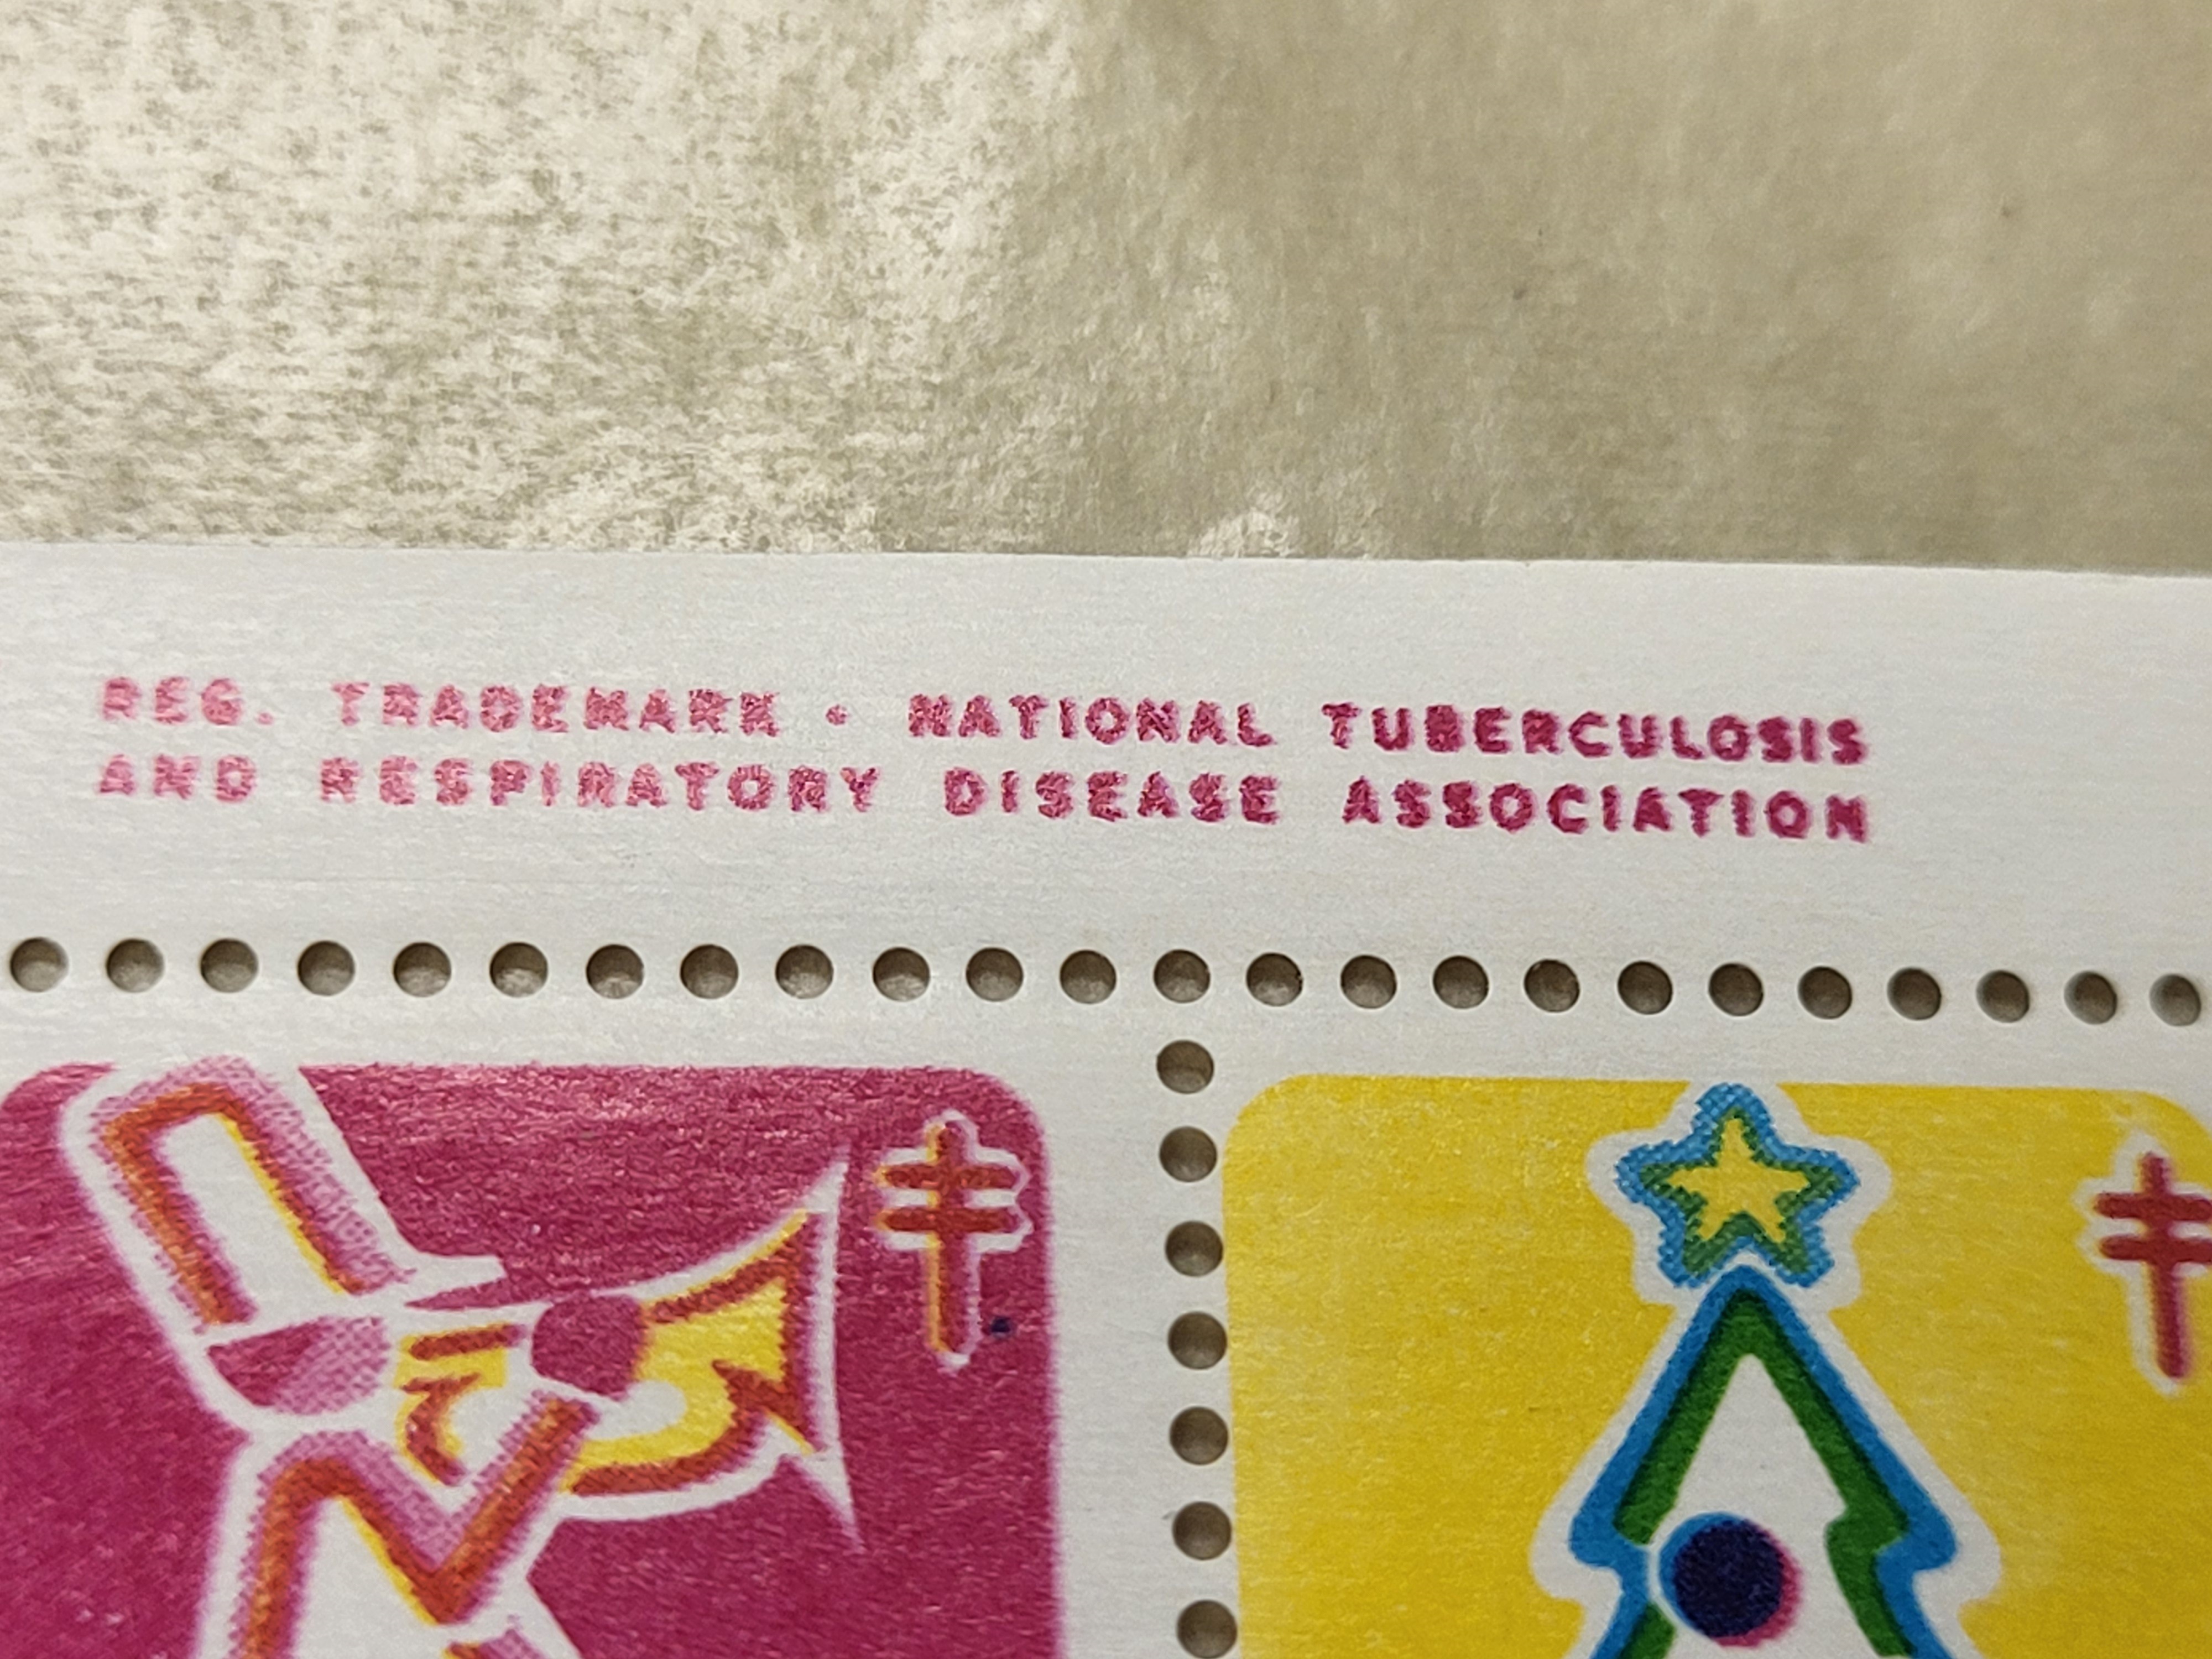 REG. TRADEMARK • NATIONAL TUBERCULOSIS
AND RESPIRATORY DISEASE ASSOCIATION